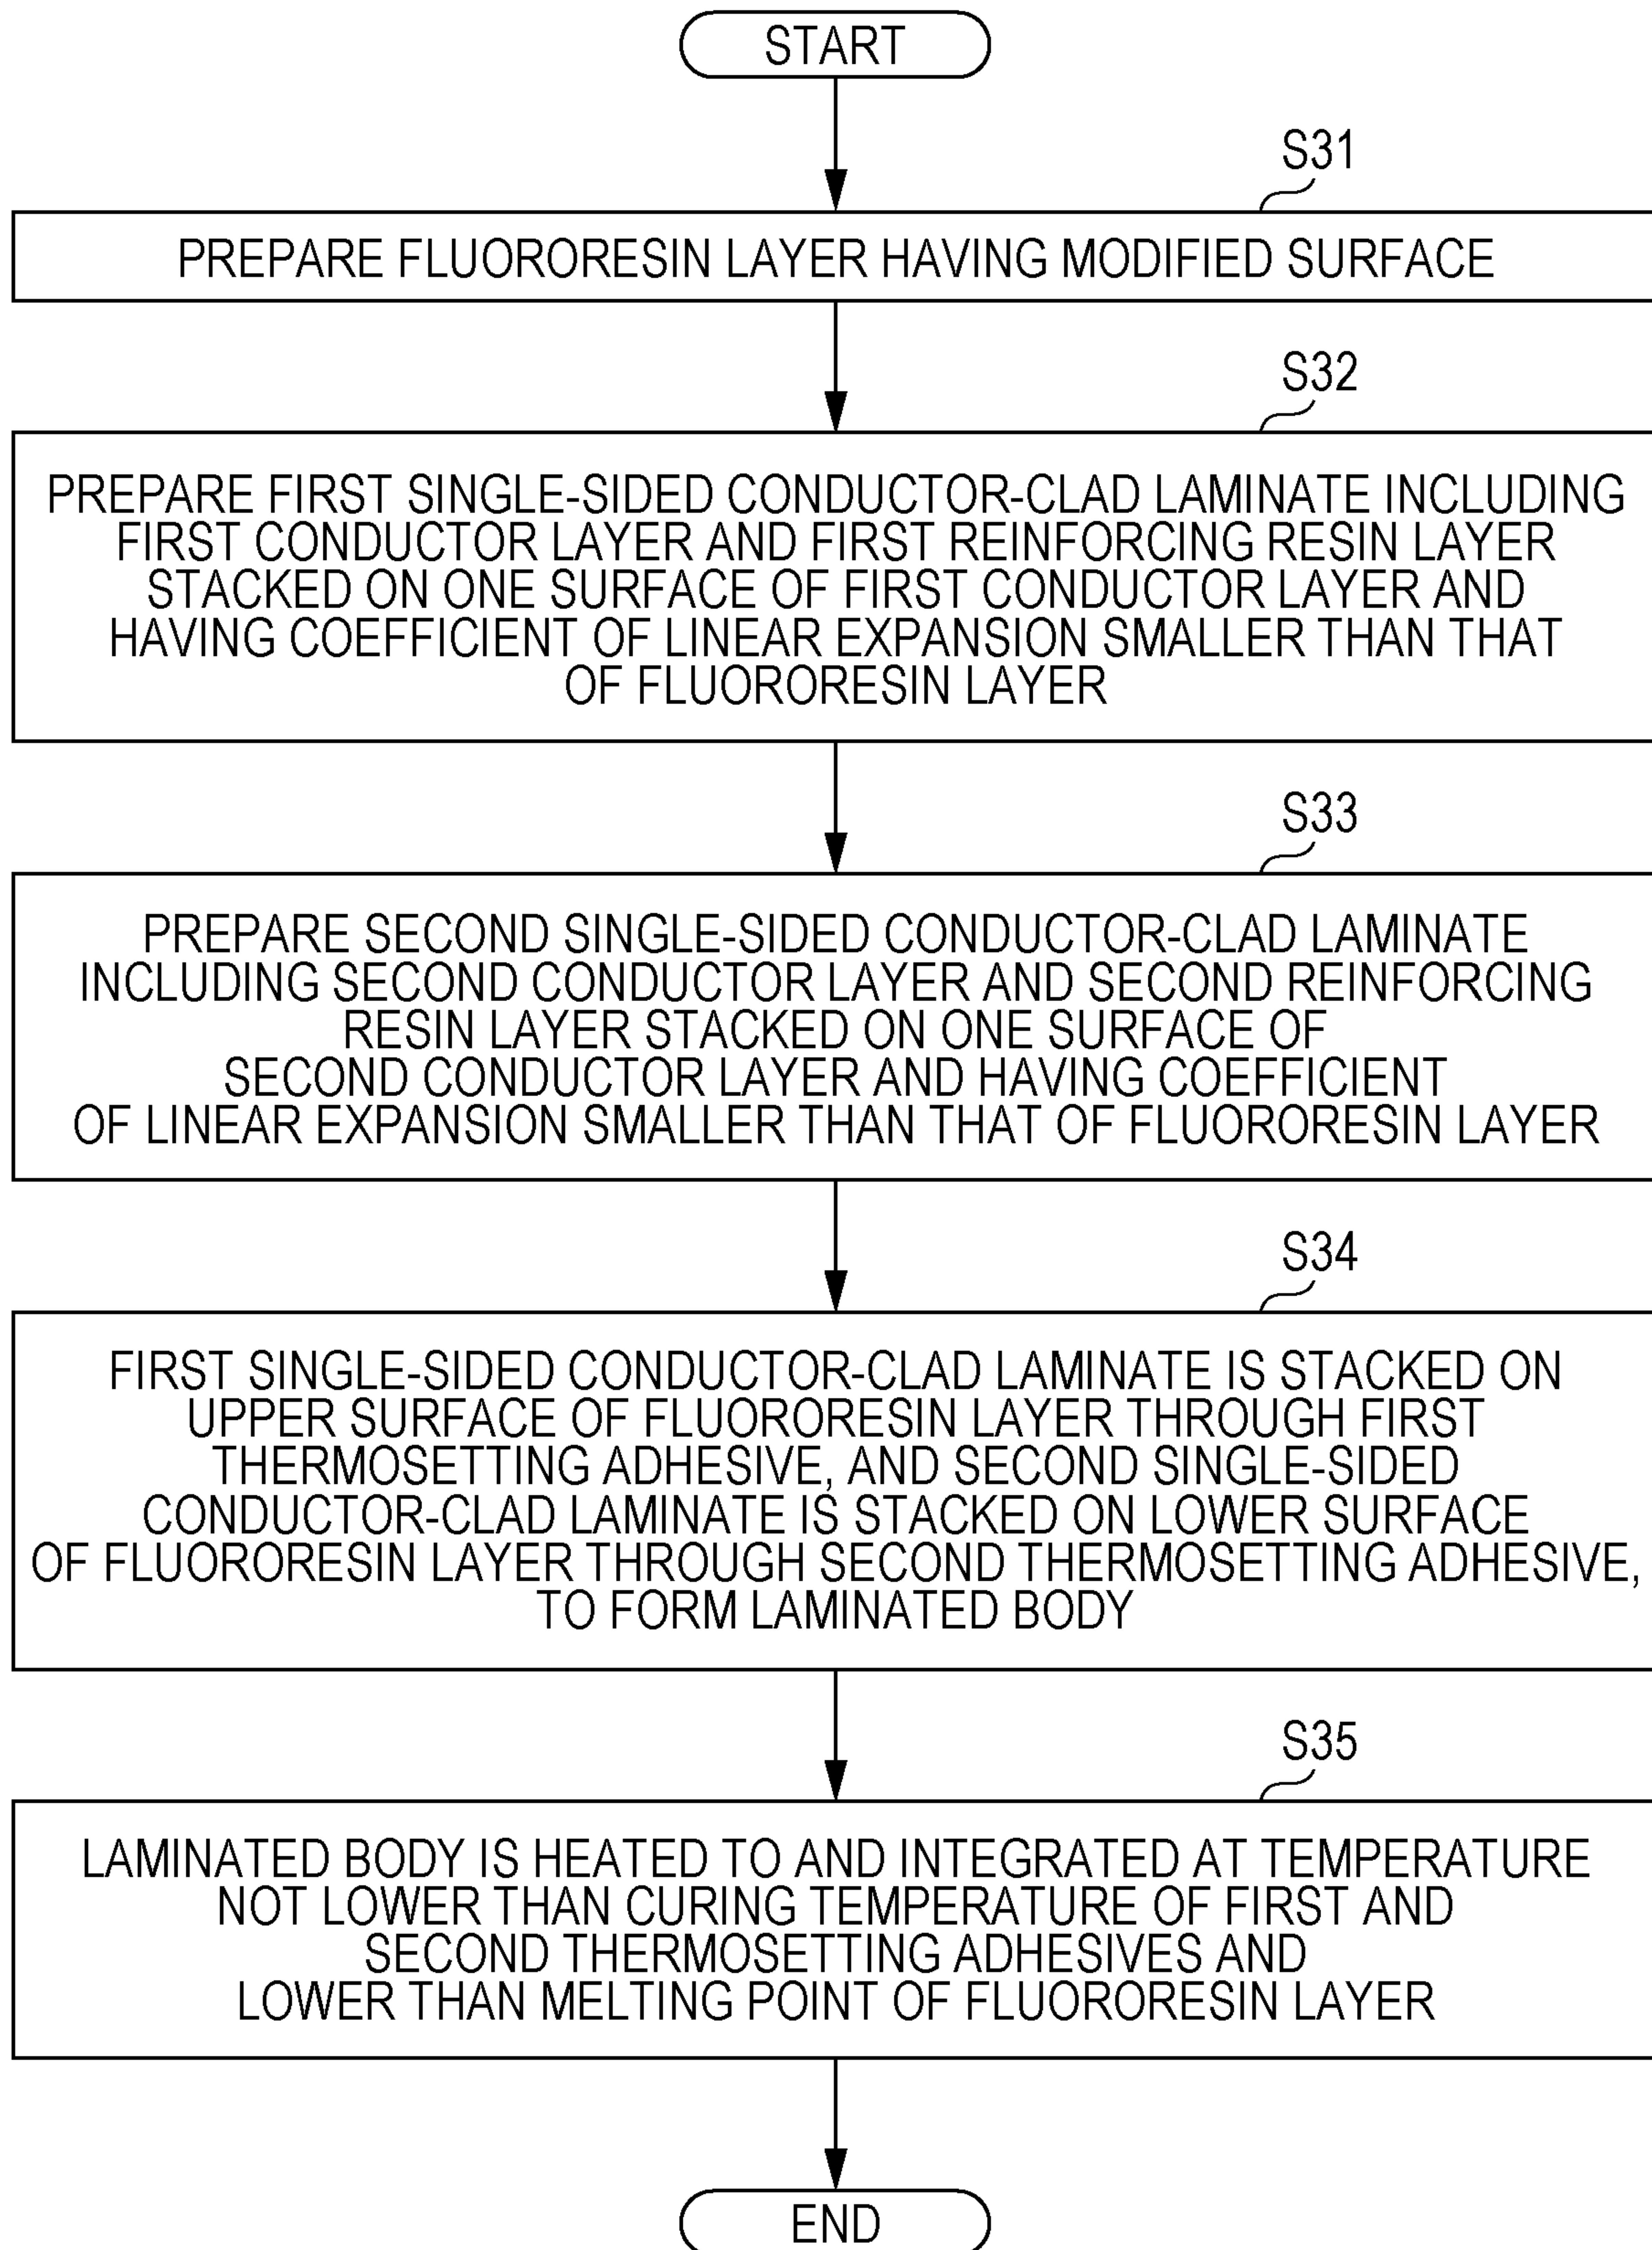 START
S31
PREPARE FLUORORESIN LAYER HAVING MODIFIED SURFACE
S32
PREPARE FIRST SINGLE-SIDED CONDUCTOR-CLAD LAMINATE INCLUDING
FIRST CONDUCTOR LAYER AND FIRST REINFORCING RESIN LAYER
STACKED ON ONE SURFACE OF FIRST CONDUCTOR LAYER AND
HAVING COEFFICIENT OF LINEAR EXPANSION SMALLER THAN THAT
OF FLUORORESIN LAYER
S33
PREPARE SECOND SINGLE-SIDED CONDUCTOR-CLAD LAMINATE
INCLUDING SECOND CONDUCTOR LAYER AND SECOND REINFORCING
RESIN LAYER STACKED ON ONE SURFACE OF
SECOND CONDUCTOR LAYER AND HAVING COEFFICIENT
OF LINEAR EXPANSION SMALLER THAN THAT OF FLUORORESIN LAYER
S34
FIRST SINGLE-SIDED CONDUCTOR-CLAD LAMINATE IS STACKED ON
UPPER SURFACE OF FLUORORESIN LAYER THROUGH FIRST
THERMOSETTING ADHESIVE, AND SECOND SINGLE-SIDED
CONDUCTOR-CLAD LAMINATE IS STACKED ON LOWER SURFACE
OF FLUORORESIN LAYER THROUGH SECOND THERMOSETTING ADHESIVE,
TO FORM LAMINATED BODY
S35
LAMINATED BODY IS HEATED TO AND INTEGRATED AT TEMPERATURE
NOT LOWER THAN CURING TEMPERATURE OF FIRST AND
SECOND THERMOSETTING ADHESIVES AND
LOWER THAN MELTING POINT OF FLUORORESIN LAYER
END